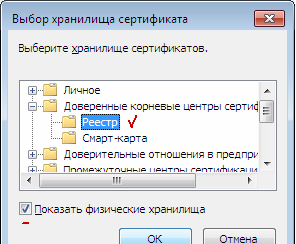 Выбор хранилища сертификата
Выберите хранилище сертификатов.
Личное
Доверенные корневые центры сертиф
Реестр
Смарт-карта
Доверительные отношения в предпри
Промежуточные центры сертификаци
Показать физические хранилища
ОК
Отмена